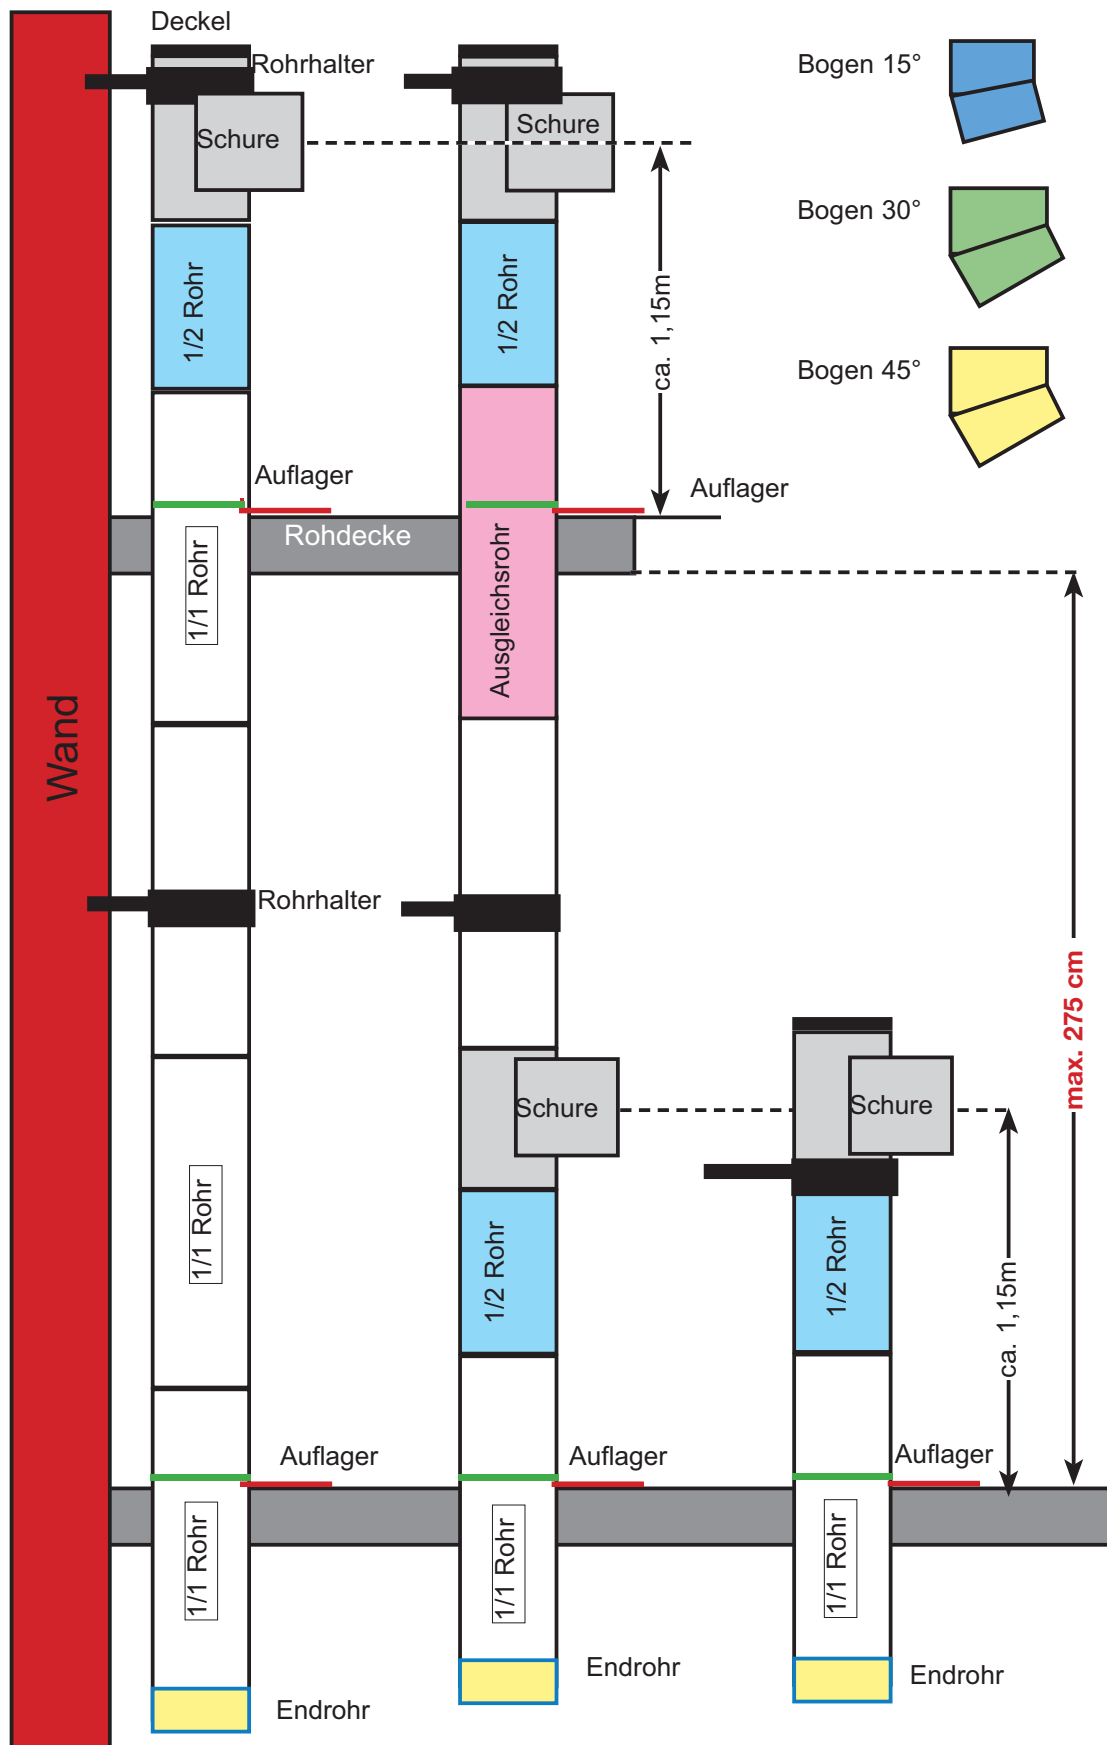 Deckel
Rohrhalter
Bogen 15°
Schure
Schure
Bogen 30°
1/2 Rohr
1/2 Rohr
ca. 1,15m
Bogen 45°
Auflager
Auflager
Rohdecke
1/1 Rohr
Ausgleichsrohr
Wand
Rohrhalter
max. 275 cm
Schure
Schure
1/1 Rohr
1/2 Rohr
1/2 Rohr
ca. 1,15m
Auflager
Auflager
Auflager
1/1 Rohr
1/1 Rohr
1/1 Rohr
Endrohr
Endrohr
Endrohr